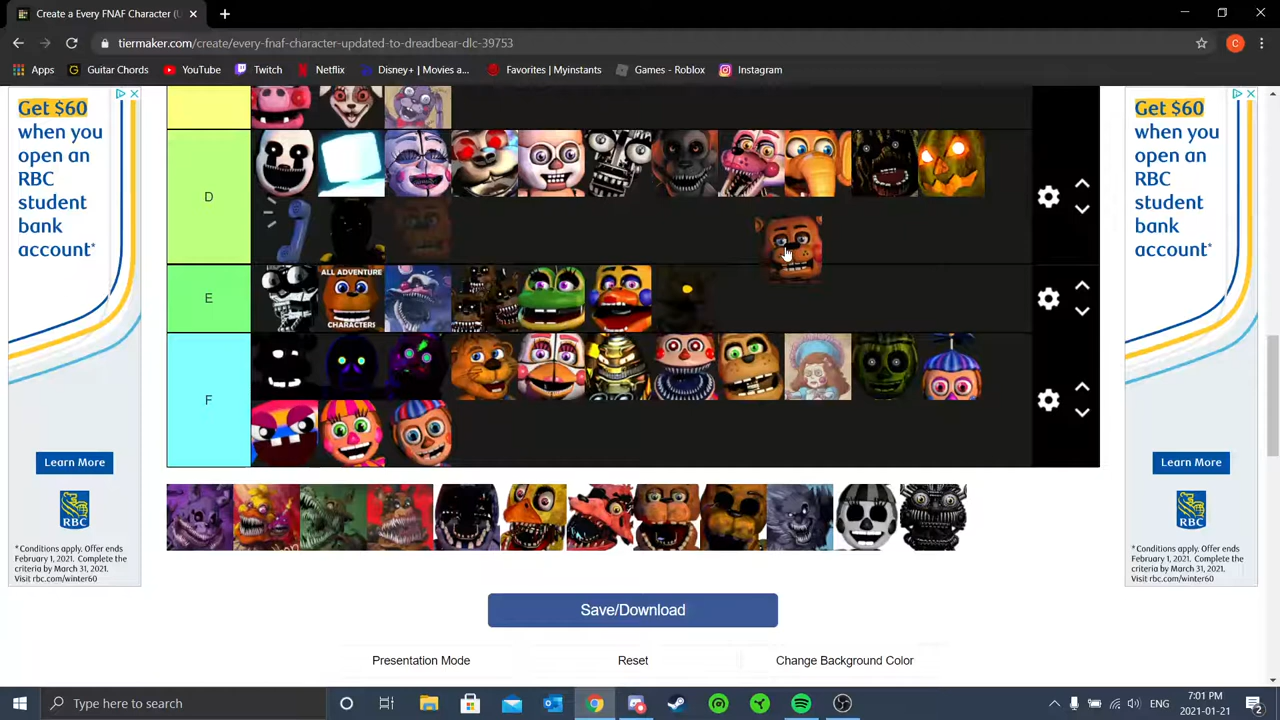 Create a Every FNAF Character (U
tiermaker.com/create/every-fnaf-character-updated-to-dreadbear-dlc-39753
Apps
Guitar Chords
YouTube
Twitch
Netflix
Disney+ | Movies a...
Favorites | Myinstants
Games - Roblox
Instagram
Get $60
when you
open an
RBC
student
bank
account*
Learn More
RBC
*Conditions apply. Offer ends
February 1, 2021. Complete the
criteria by March 31, 2021.
Visit rbc.com/winter60
D
E
ALL ADVENTURE
CHARACTERS
F
Get $60
when you
open an
RBC
student
bank
account*
Learn More
RBC
*Conditions apply. Offer ends
February 1, 2021. Complete the
criteria by March 31, 2021.
Visit rbc.com/winter60
Save/Download
Presentation Mode
Reset
Change Background Color
Type here to search
ENG
7:01 PM
2021-01-21
2